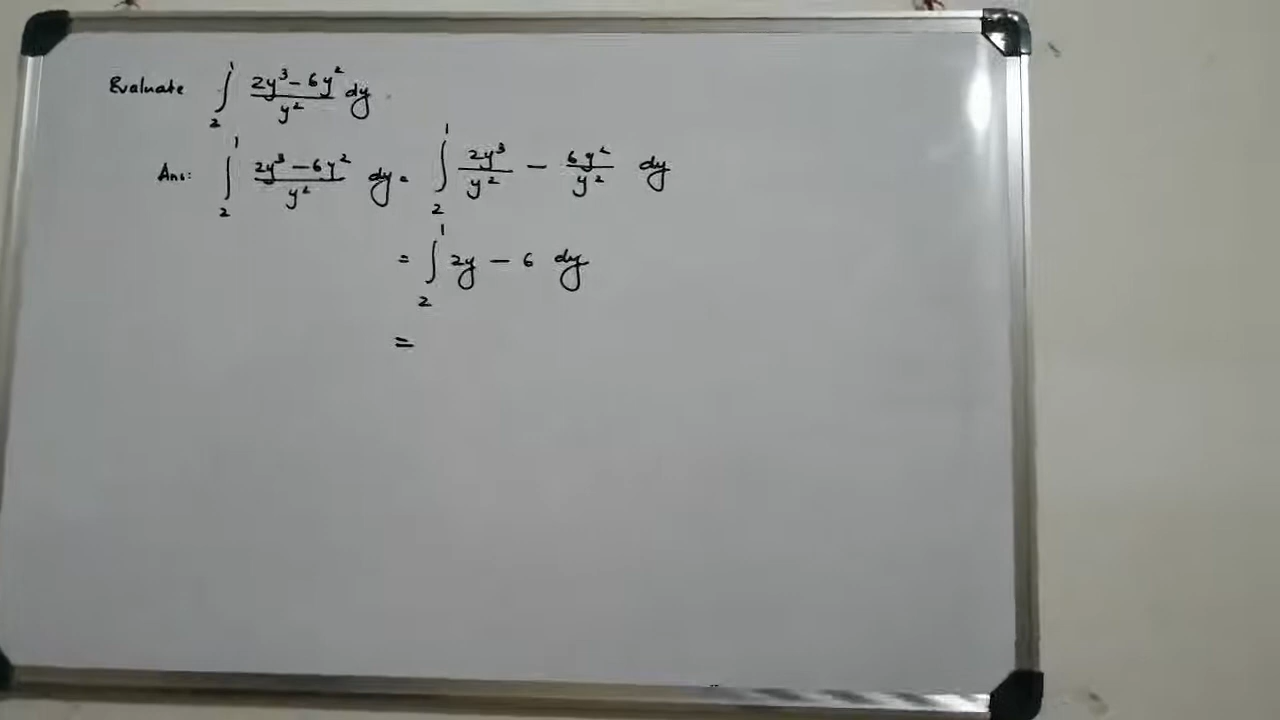 Evaluate ∫₂¹ (2y³ − 6y²)/y² dy
Ans: ∫₂¹ (2y³ − 6y²)/y² dy = ∫₂¹ 2y³/y² − 6y²/y² dy
= ∫₂¹ 2y − 6 dy
=